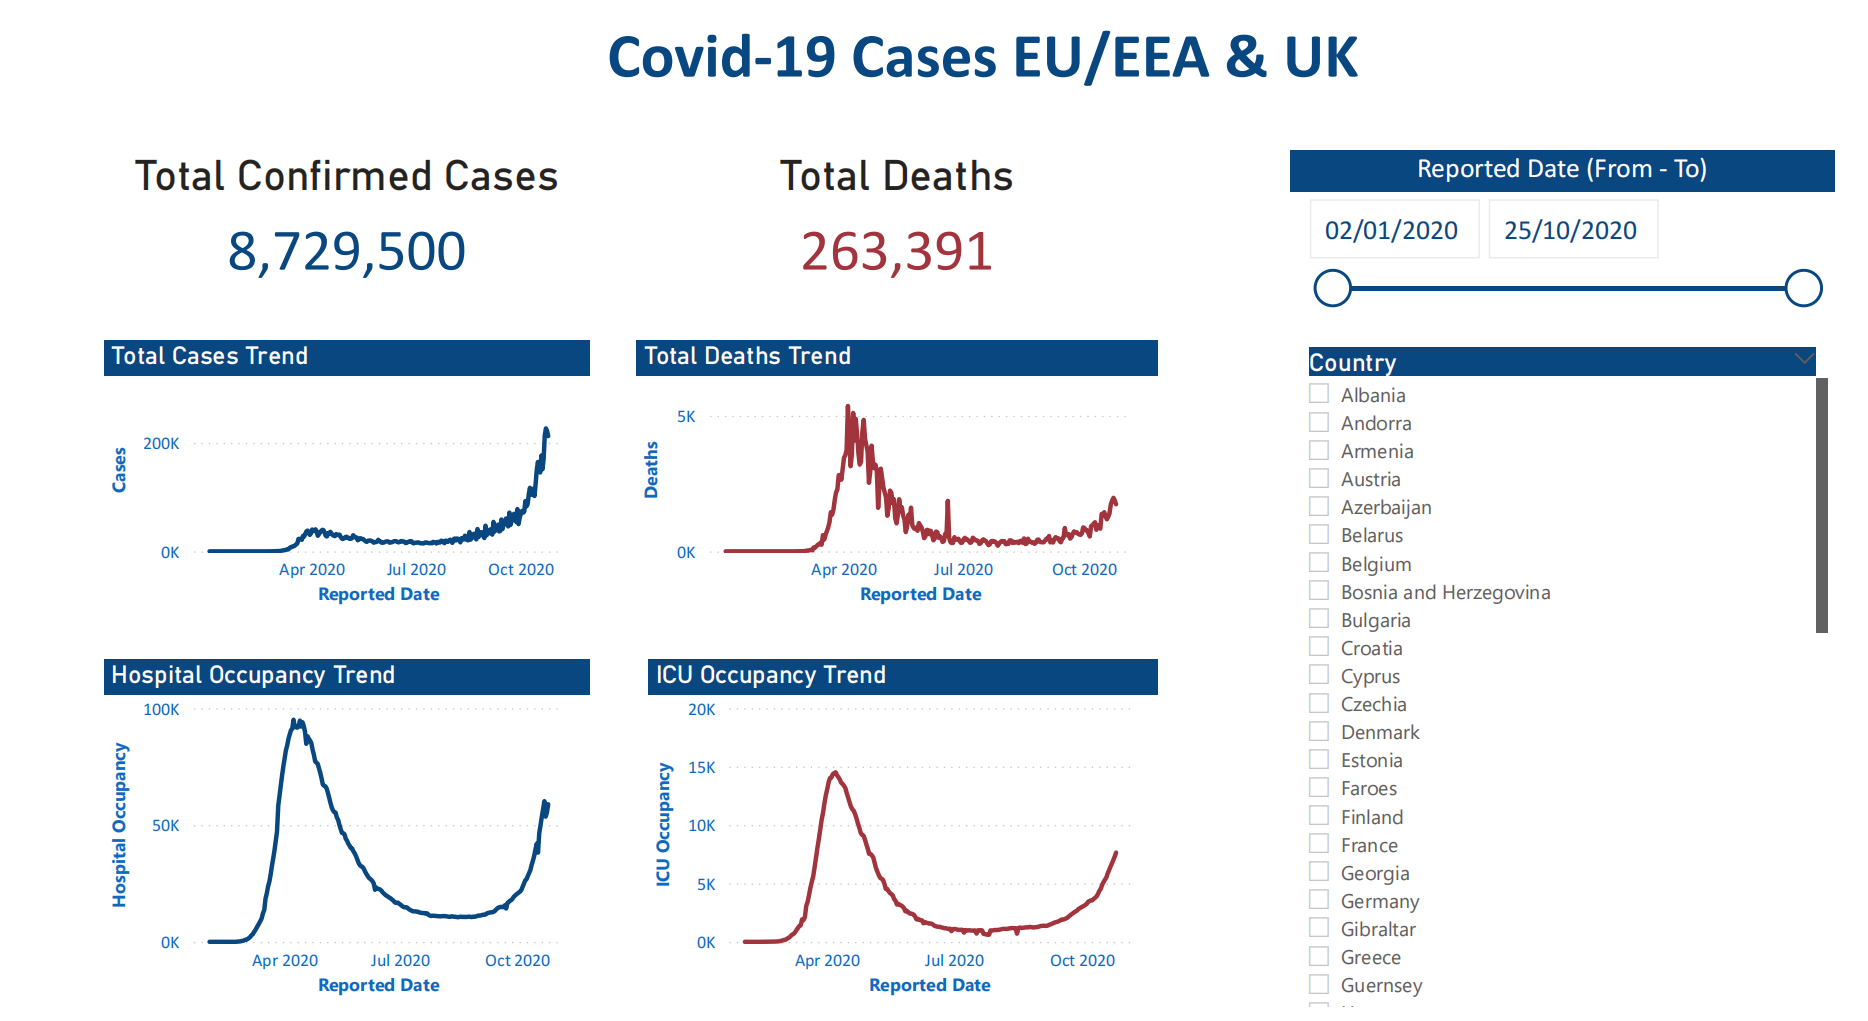 Covid-19 Cases EU/EEA & UK
Total Confirmed Cases
8,729,500
Total Deaths
263,391
Reported Date (From - To)
02/01/2020
25/10/2020
Total Cases Trend
Cases
200K
0K
Apr 2020
Jul 2020
Oct 2020
Reported Date
Total Deaths Trend
Deaths
5K
0K
Apr 2020
Jul 2020
Oct 2020
Reported Date
Hospital Occupancy Trend
Hospital Occupancy
100K
50K
0K
Apr 2020
Jul 2020
Oct 2020
Reported Date
ICU Occupancy Trend
ICU Occupancy
20K
15K
10K
5K
0K
Apr 2020
Jul 2020
Oct 2020
Reported Date
Country
Albania
Andorra
Armenia
Austria
Azerbaijan
Belarus
Belgium
Bosnia and Herzegovina
Bulgaria
Croatia
Cyprus
Czechia
Denmark
Estonia
Faroes
Finland
France
Georgia
Germany
Gibraltar
Greece
Guernsey